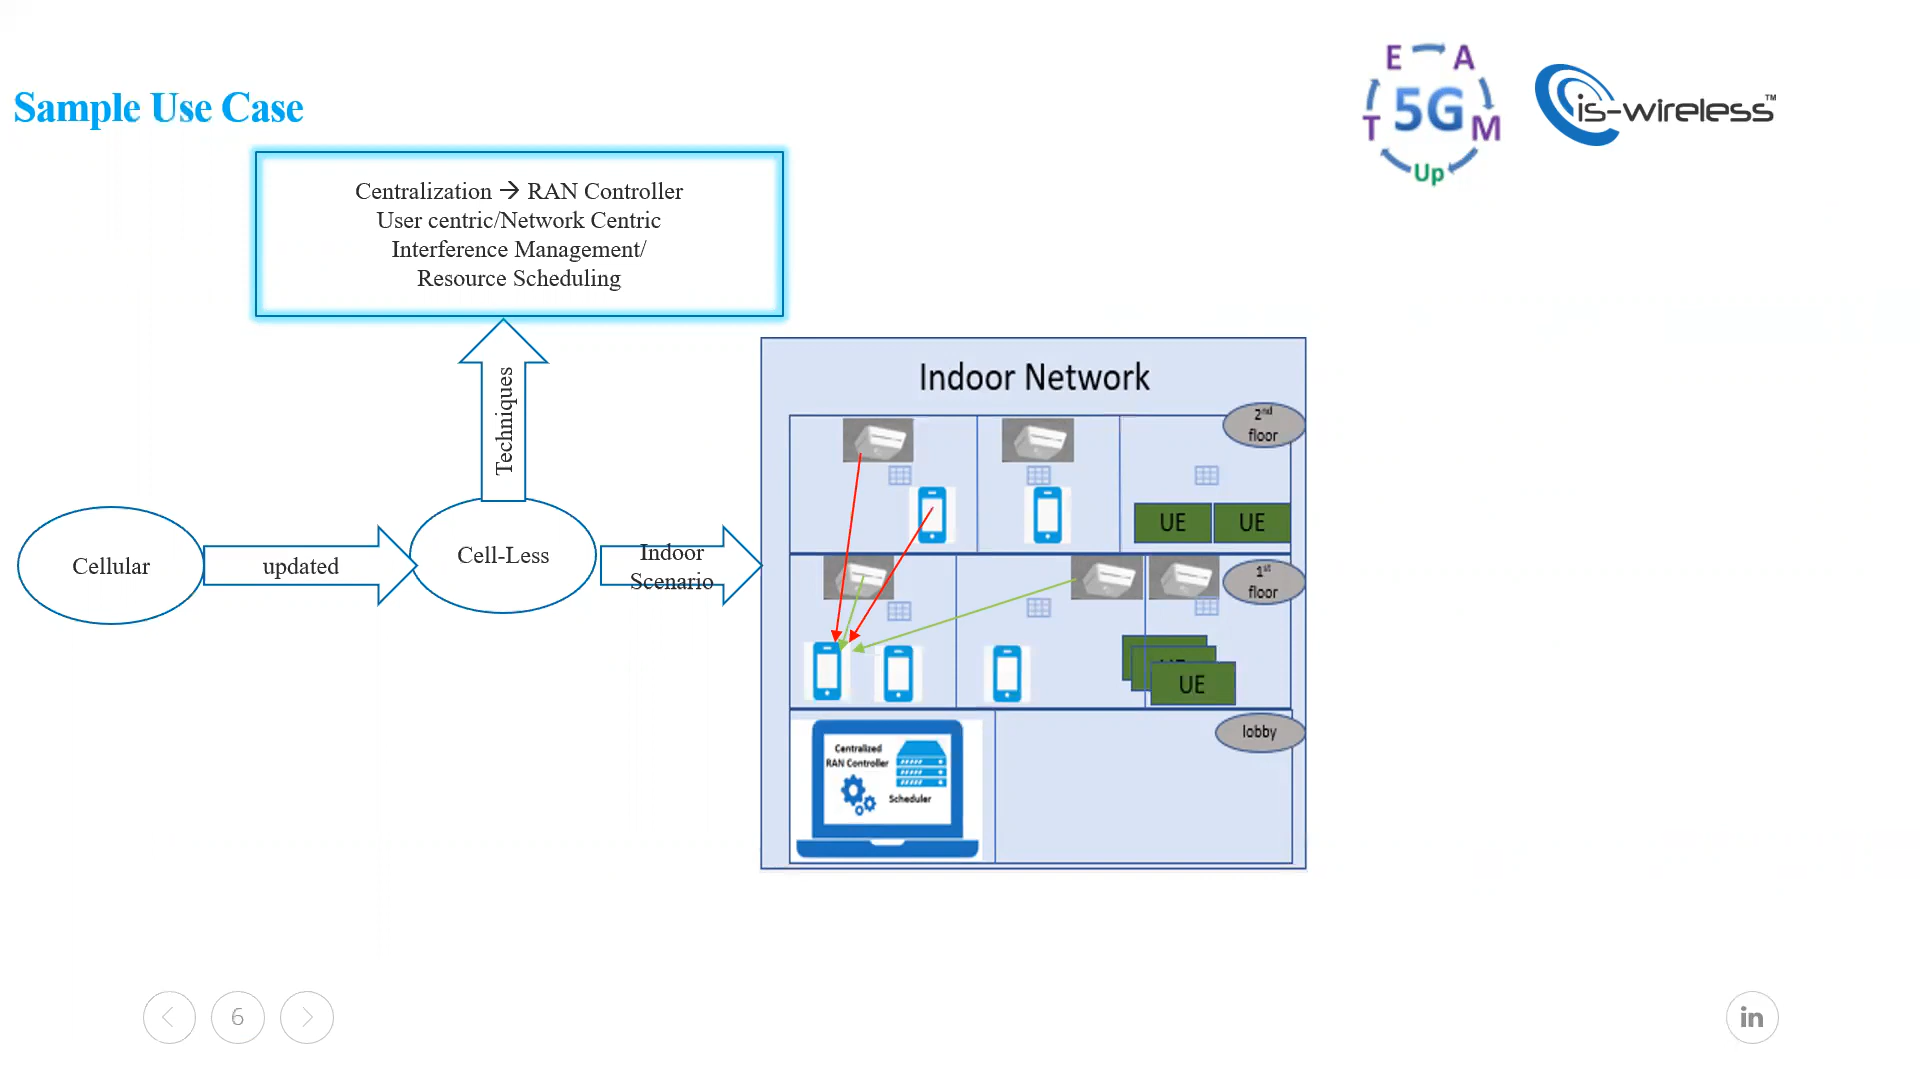 Sample Use Case
E A
T 5G M
Up
is-wireless™
Centralization → RAN Controller
User centric/Network Centric
Interference Management/
Resource Scheduling
Techniques
Cellular
updated
Cell-Less
Indoor
Scenario
Indoor Network
2nd
floor
UE UE
1st
floor
UE
UE
lobby
Centralized
RAN Controller
Scheduler
6
in